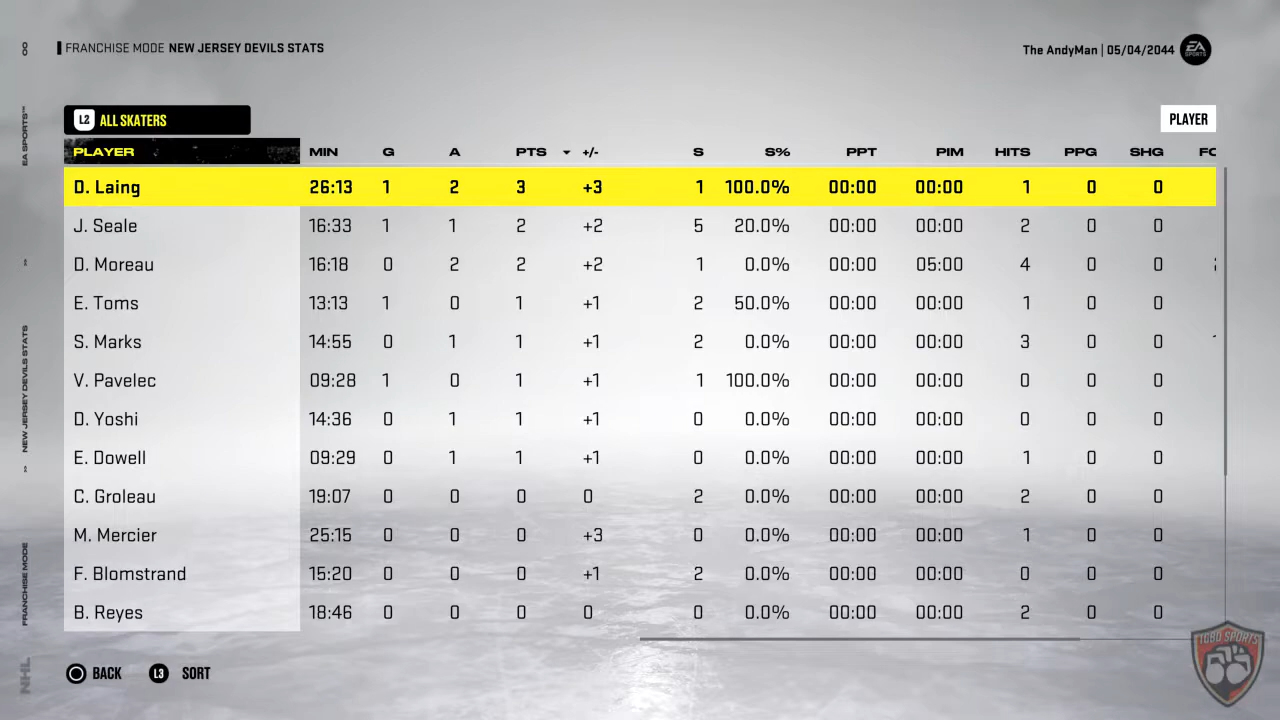 FRANCHISE MODE NEW JERSEY DEVILS STATS
The AndyMan | 05/04/2044 EA SPORTS
L2 ALL SKATERS
PLAYER
PLAYER MIN G A PTS +/- S S% PPT PIM HITS PPG SHG
D. Laing 26:13 1 2 3 +3 1 100.0% 00:00 00:00 1 0 0
J. Seale 16:33 1 1 2 +2 5 20.0% 00:00 00:00 2 0 0
D. Moreau 16:18 0 2 2 +2 1 0.0% 00:00 05:00 4 0 0
E. Toms 13:13 1 0 1 +1 2 50.0% 00:00 00:00 1 0 0
S. Marks 14:55 0 1 1 +1 2 0.0% 00:00 00:00 3 0 0
V. Pavelec 09:28 1 0 1 +1 1 100.0% 00:00 00:00 0 0 0
D. Yoshi 14:36 0 1 1 +1 0 0.0% 00:00 00:00 0 0 0
E. Dowell 09:29 0 1 1 +1 0 0.0% 00:00 00:00 1 0 0
C. Groleau 19:07 0 0 0 0 2 0.0% 00:00 00:00 2 0 0
M. Mercier 25:15 0 0 0 +3 0 0.0% 00:00 00:00 1 0 0
F. Blomstrand 15:20 0 0 0 +1 2 0.0% 00:00 00:00 0 0 0
B. Reyes 18:46 0 0 0 0 0 0.0% 00:00 00:00 2 0 0
BACK L3 SORT
EA SPORTS™
NEW JERSEY DEVILS STATS
FRANCHISE MODE
NHL
TGBD SPORTS